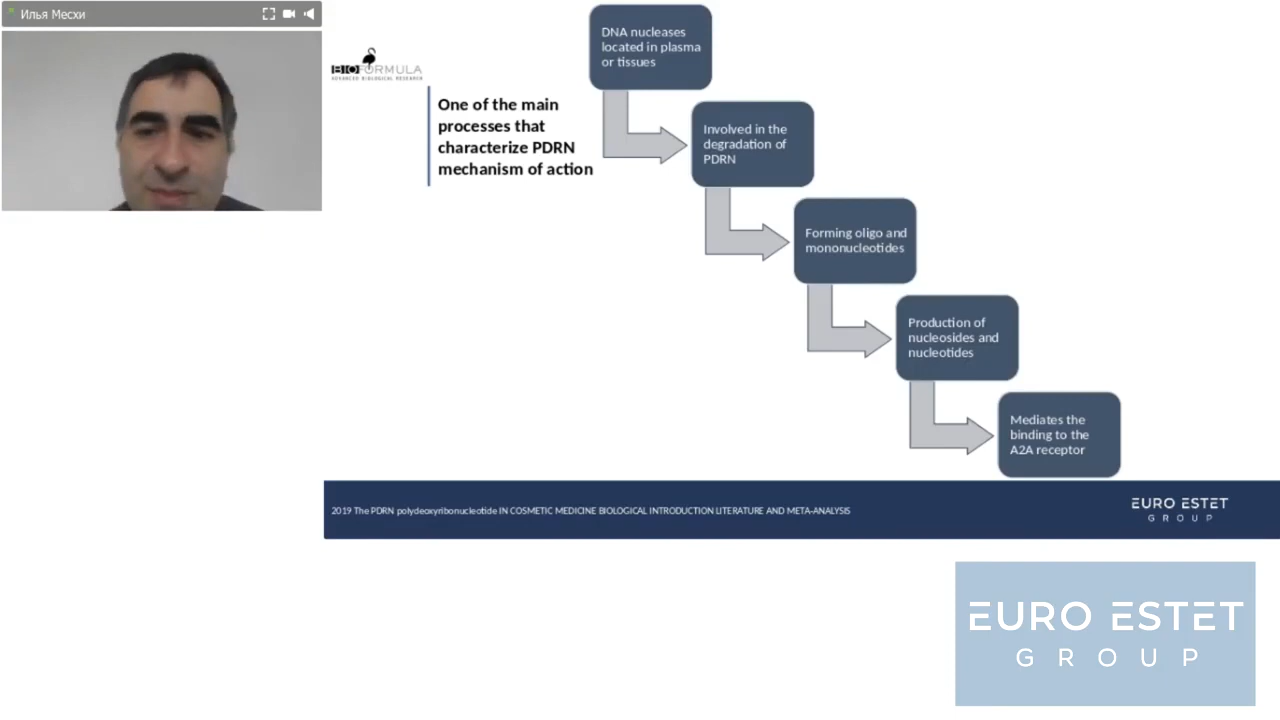 Илья Месхи
BIOFORMULA
ADVANCED BIOLOGICAL RESEARCH
One of the main
processes that
characterize PDRN
mechanism of action
DNA nucleases
located in plasma
or tissues
Involved in the
degradation of
PDRN
Forming oligo and
mononucleotides
Production of
nucleosides and
nucleotides
Mediates the
binding to the
A2A receptor
2019 The PDRN polydeoxyribonucleotide IN COSMETIC MEDICINE BIOLOGICAL INTRODUCTION LITERATURE AND META-ANALYSIS
EURO ESTET
GROUP
EURO ESTET
GROUP